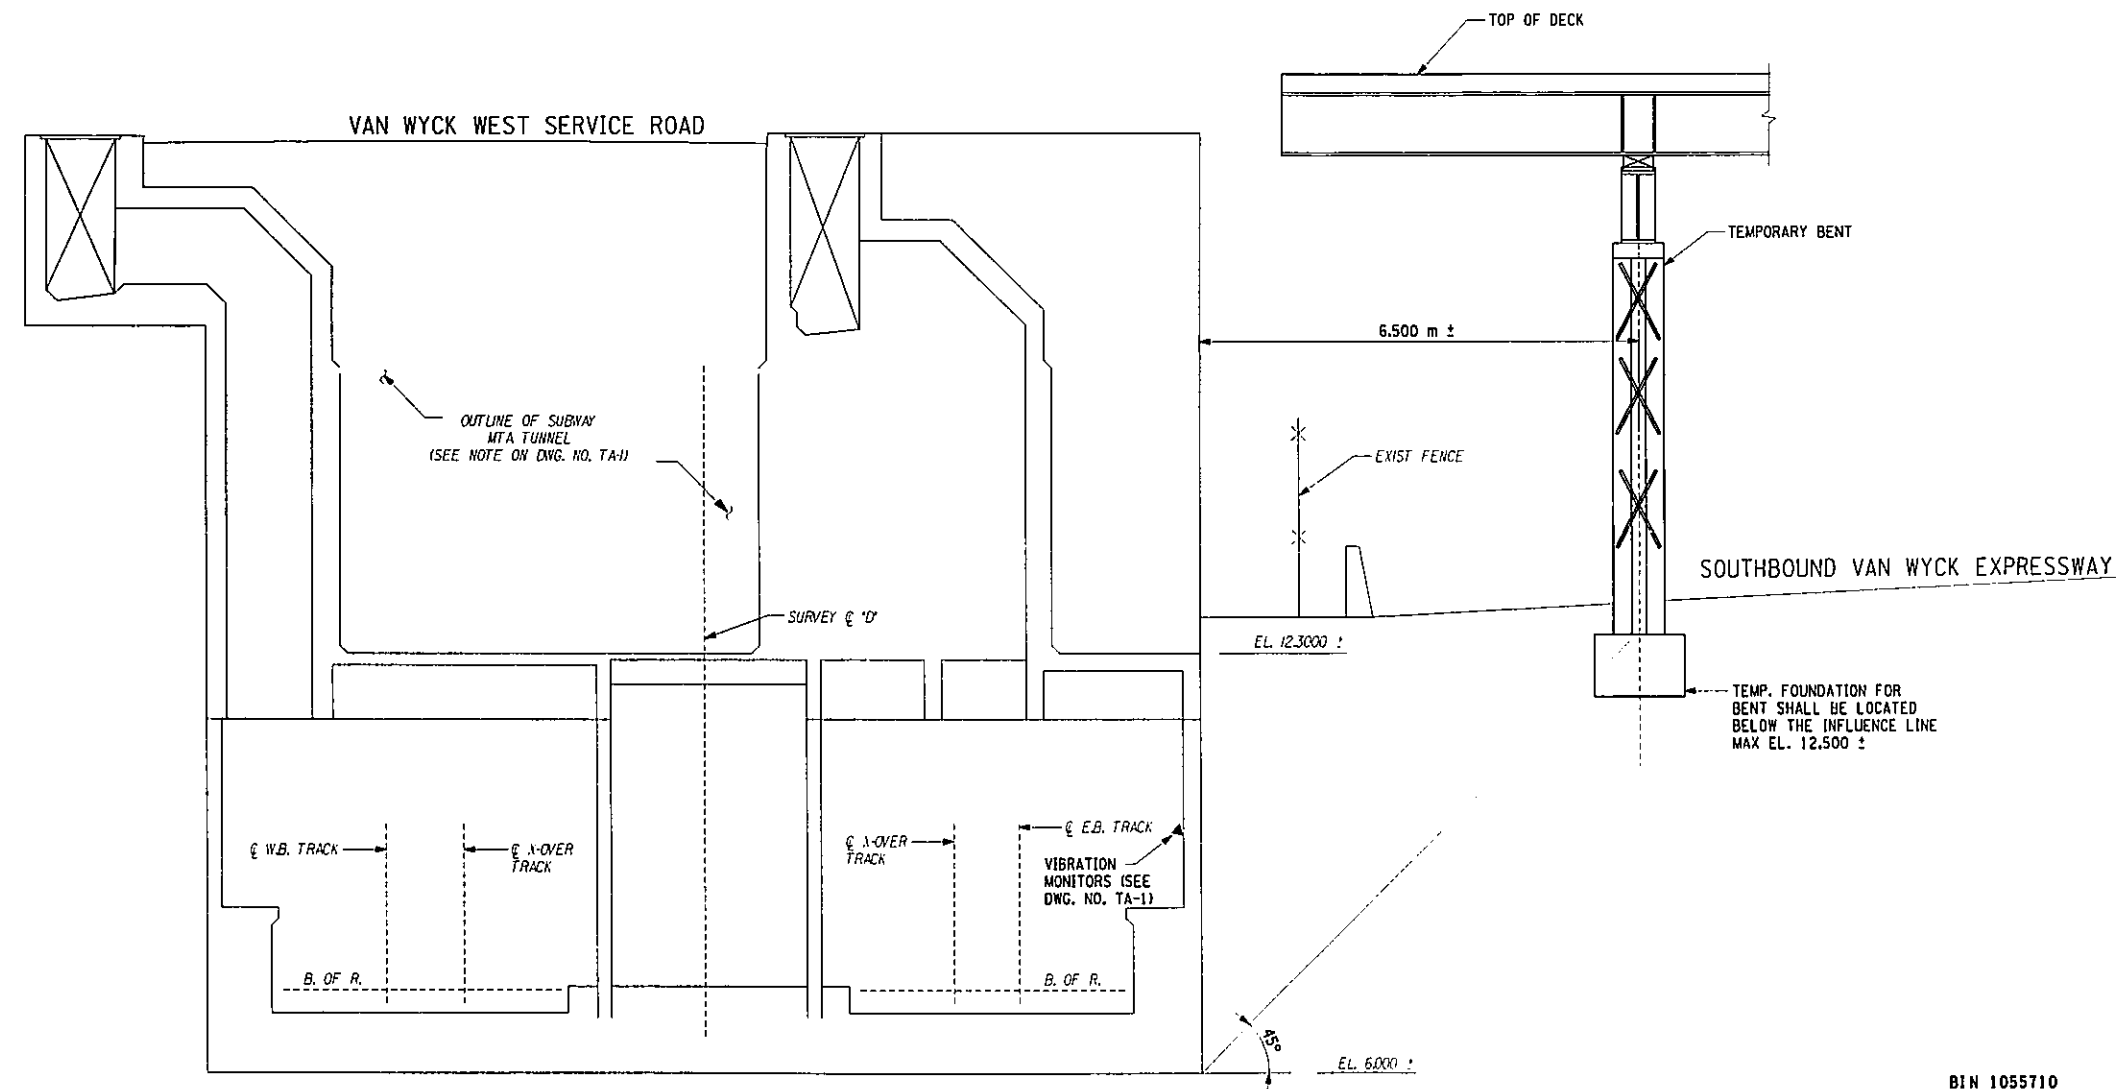 TOP OF DECK
VAN WYCK WEST SERVICE ROAD
TEMPORARY BENT
6.500 m ±
OUTLINE OF SUBWAY
MTA TUNNEL
(SEE NOTE ON DWG. NO. TA-1)
EXIST FENCE
SOUTHBOUND VAN WYCK EXPRESSWAY
SURVEY ℄ "D"
EL. 12.3000 ±
TEMP. FOUNDATION FOR
BENT SHALL BE LOCATED
BELOW THE INFLUENCE LINE
MAX EL. 12.500 ±
℄ W.B. TRACK
℄ X-OVER
TRACK
℄ X-OVER
TRACK
℄ E.B. TRACK
VIBRATION
MONITORS (SEE
DWG. NO. TA-1)
B. OF R.
B. OF R.
45°
EL. 6.000 ±
BIN 1055710